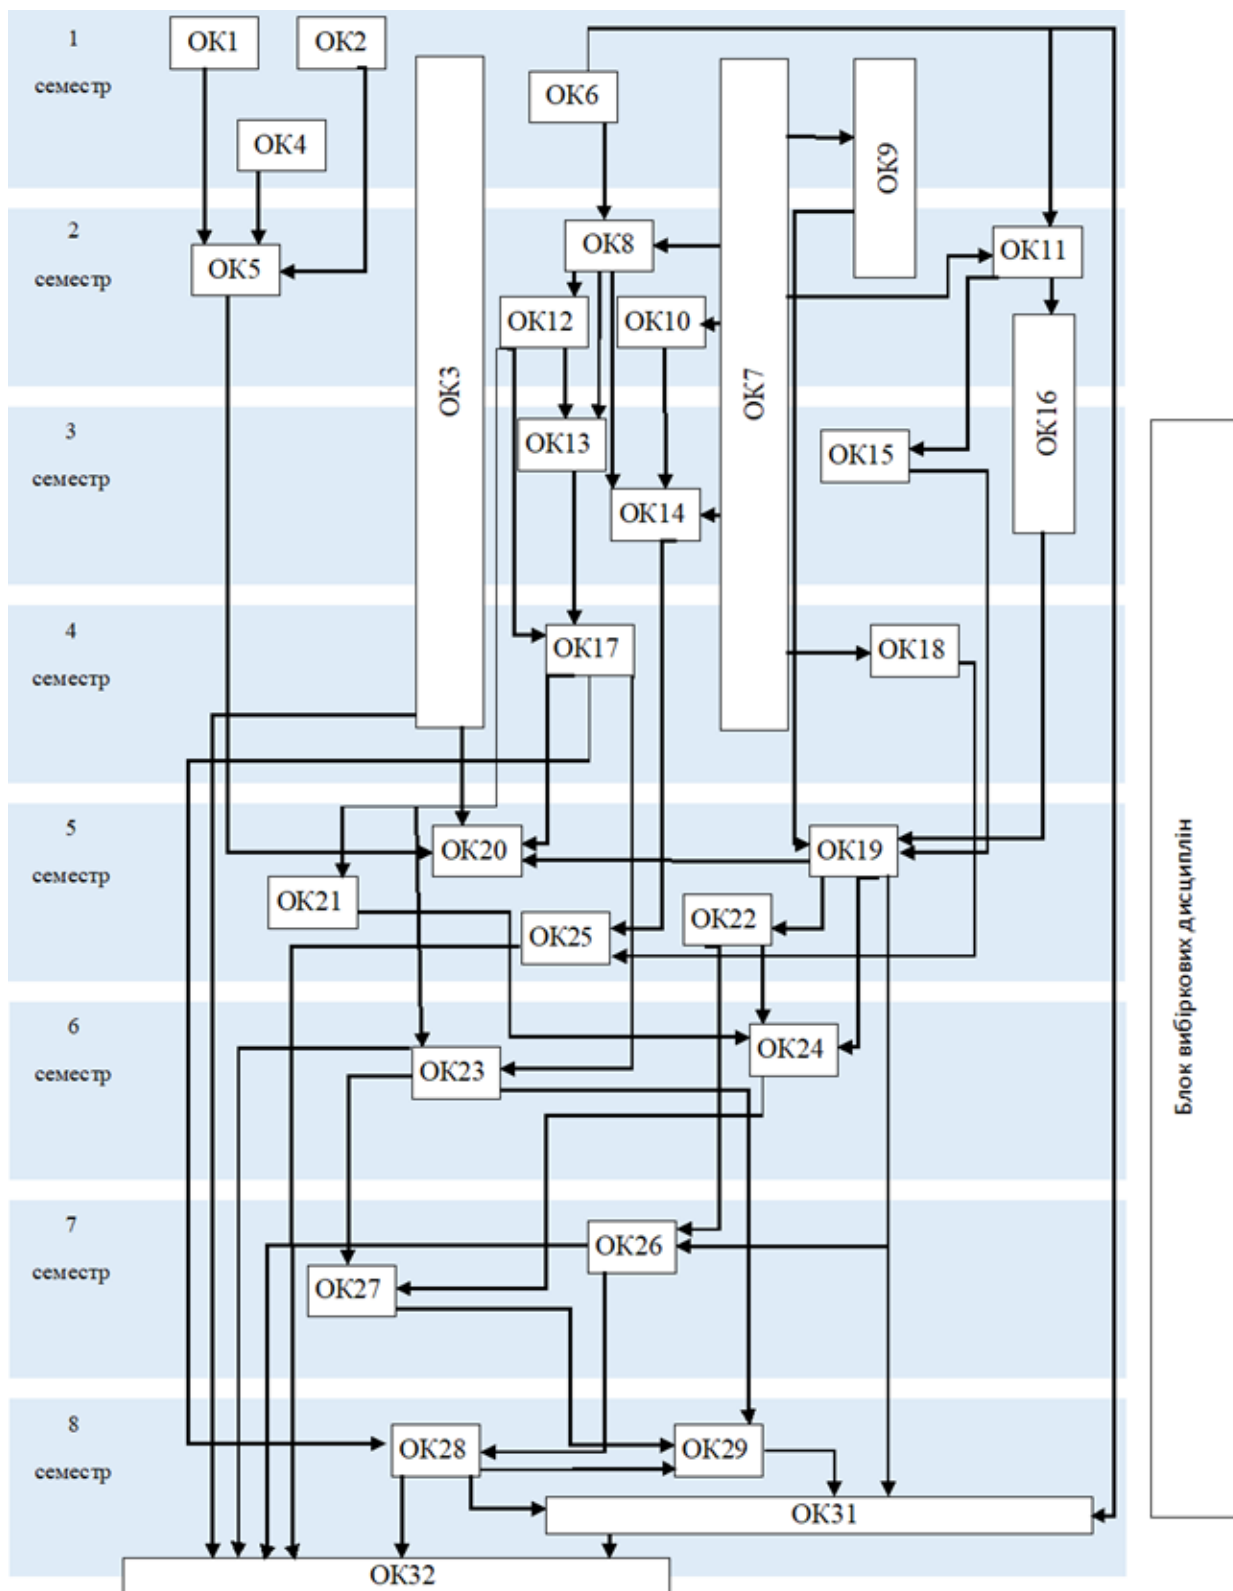 1
семестр
ОК1
ОК2
ОК6
ОК4
ОК9
2
семестр
ОК5
ОК8
ОК11
ОК12
ОК10
ОК3
ОК7
ОК16
3
семестр
ОК13
ОК15
ОК14
4
семестр
ОК17
ОК18
5
семестр
ОК20
ОК19
ОК21
ОК22
ОК25
Блок вибіркових дисциплін
6
семестр
ОК24
ОК23
7
семестр
ОК26
ОК27
8
семестр
ОК28
ОК29
ОК31
ОК32